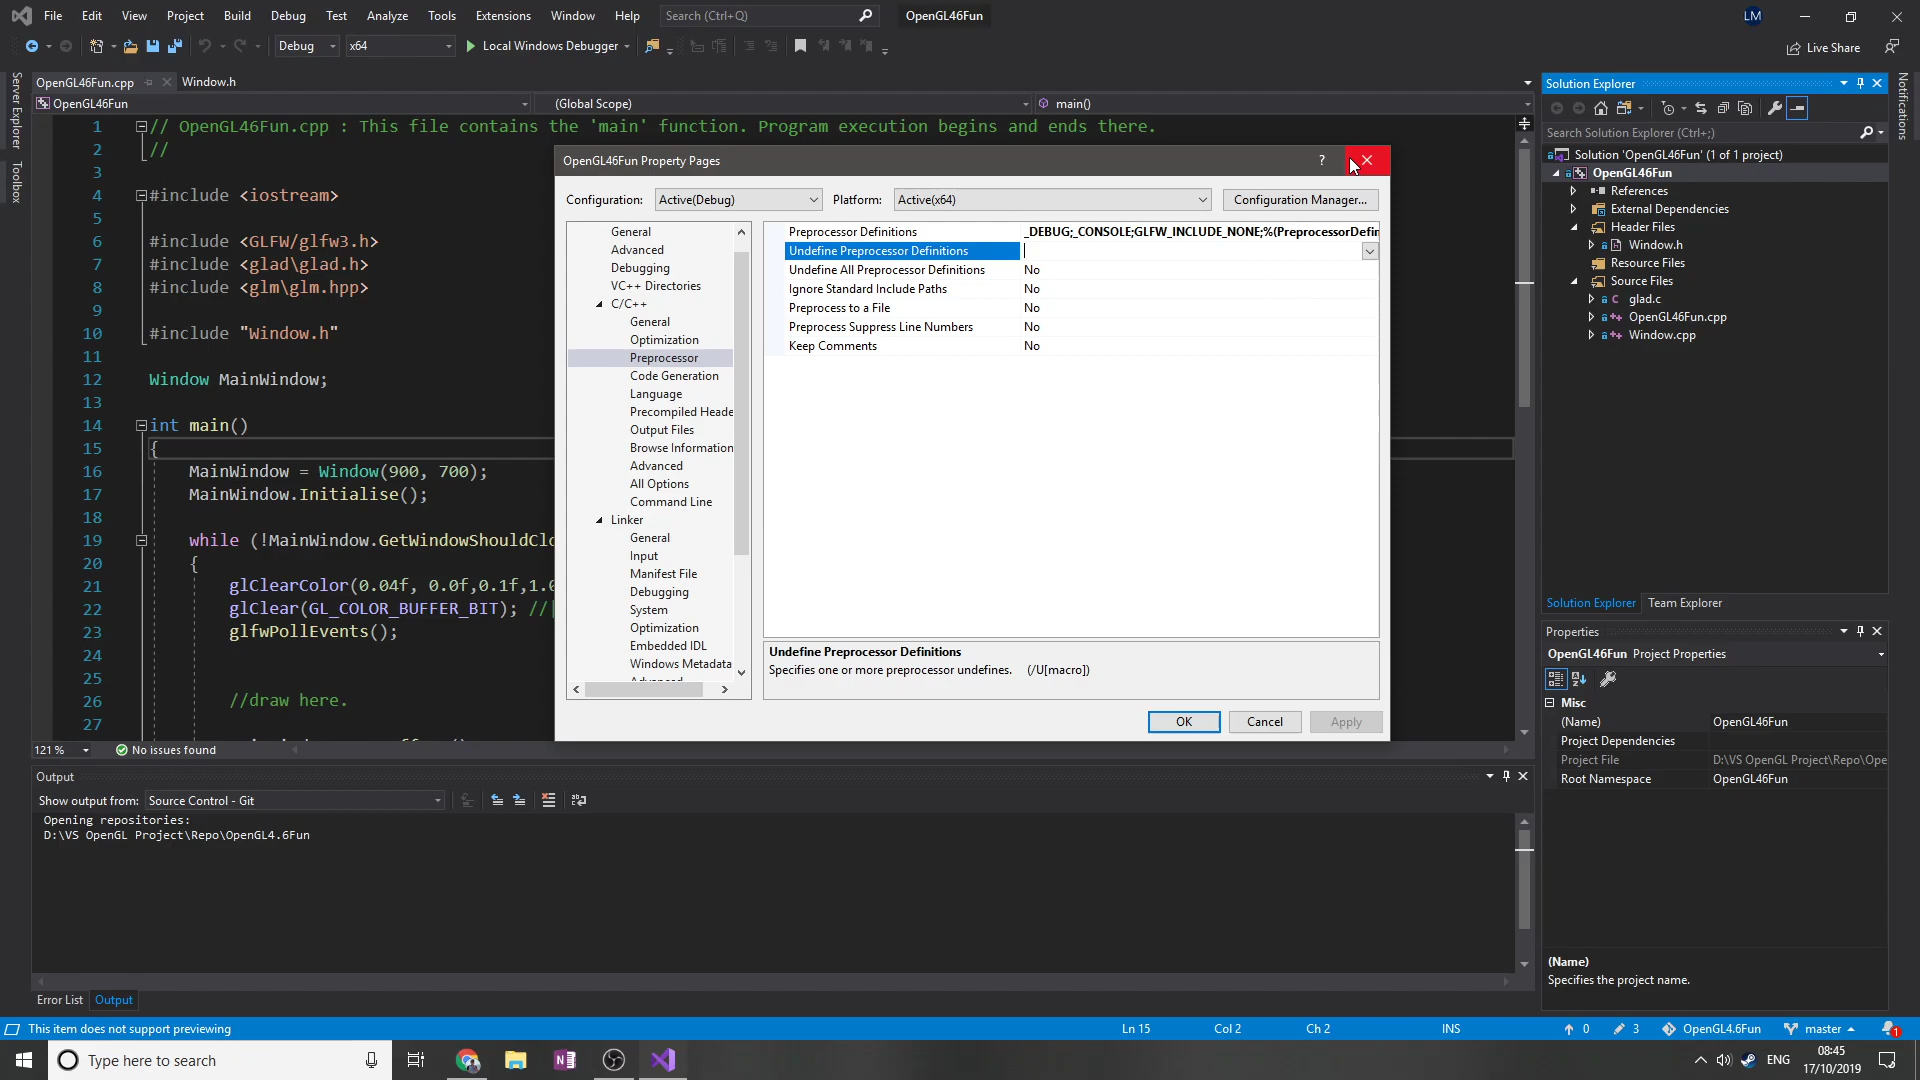 File Edit View Project Build Debug Test Analyze Tools Extensions Window Help Search (Ctrl+Q) OpenGL46Fun LM
Debug x64 Local Windows Debugger Live Share
Server Explorer
Toolbox
Notifications
OpenGL46Fun.cpp Window.h
OpenGL46Fun (Global Scope) main()
1 // OpenGL46Fun.cpp : This file contains the 'main' function. Program execution begins and ends there.
2 //
3
4 #include <iostream>
5
6 #include <GLFW/glfw3.h>
7 #include <glad\glad.h>
8 #include <glm\glm.hpp>
9
10 #include "Window.h"
11
12 Window MainWindow;
13
14 int main()
15 {
16 MainWindow = Window(900, 700);
17 MainWindow.Initialise();
18
19 while (!MainWindow.GetWindowShouldClo
20 {
21 glClearColor(0.04f, 0.0f,0.1f,1.0
22 glClear(GL_COLOR_BUFFER_BIT); //
23 glfwPollEvents();
24
25
26 //draw here.
27
121 % No issues found
OpenGL46Fun Property Pages ?
Configuration: Active(Debug) Platform: Active(x64) Configuration Manager...
General
Advanced
Debugging
VC++ Directories
C/C++
General
Optimization
Preprocessor
Code Generation
Language
Precompiled Heade
Output Files
Browse Information
Advanced
All Options
Command Line
Linker
General
Input
Manifest File
Debugging
System
Optimization
Embedded IDL
Windows Metadata
Advanced
Preprocessor Definitions _DEBUG;_CONSOLE;GLFW_INCLUDE_NONE;%(PreprocessorDefin
Undefine Preprocessor Definitions
Undefine All Preprocessor Definitions No
Ignore Standard Include Paths No
Preprocess to a File No
Preprocess Suppress Line Numbers No
Keep Comments No
Undefine Preprocessor Definitions
Specifies one or more preprocessor undefines. (/U[macro])
OK Cancel Apply
Solution Explorer
Search Solution Explorer (Ctrl+;)
Solution 'OpenGL46Fun' (1 of 1 project)
OpenGL46Fun
References
External Dependencies
Header Files
Window.h
Resource Files
Source Files
glad.c
OpenGL46Fun.cpp
Window.cpp
Solution Explorer Team Explorer
Properties
OpenGL46Fun Project Properties
Misc
(Name) OpenGL46Fun
Project Dependencies
Project File D:\VS OpenGL Project\Repo\Ope
Root Namespace OpenGL46Fun
(Name)
Specifies the project name.
Output
Show output from: Source Control - Git
Opening repositories:
D:\VS OpenGL Project\Repo\OpenGL4.6Fun
Error List Output
This item does not support previewing Ln 15 Col 2 Ch 2 INS 0 3 OpenGL4.6Fun master 1
Type here to search ENG 08:45
17/10/2019